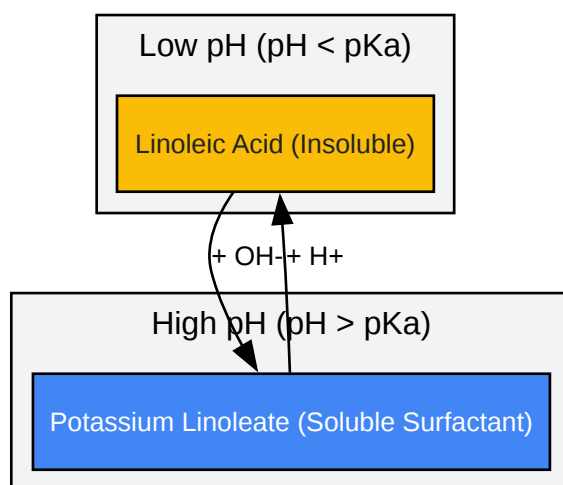 Low pH (pH < pKa)
Linoleic Acid (Insoluble)
+ OH-
+ H+
High pH (pH > pKa)
Potassium Linoleate (Soluble Surfactant)